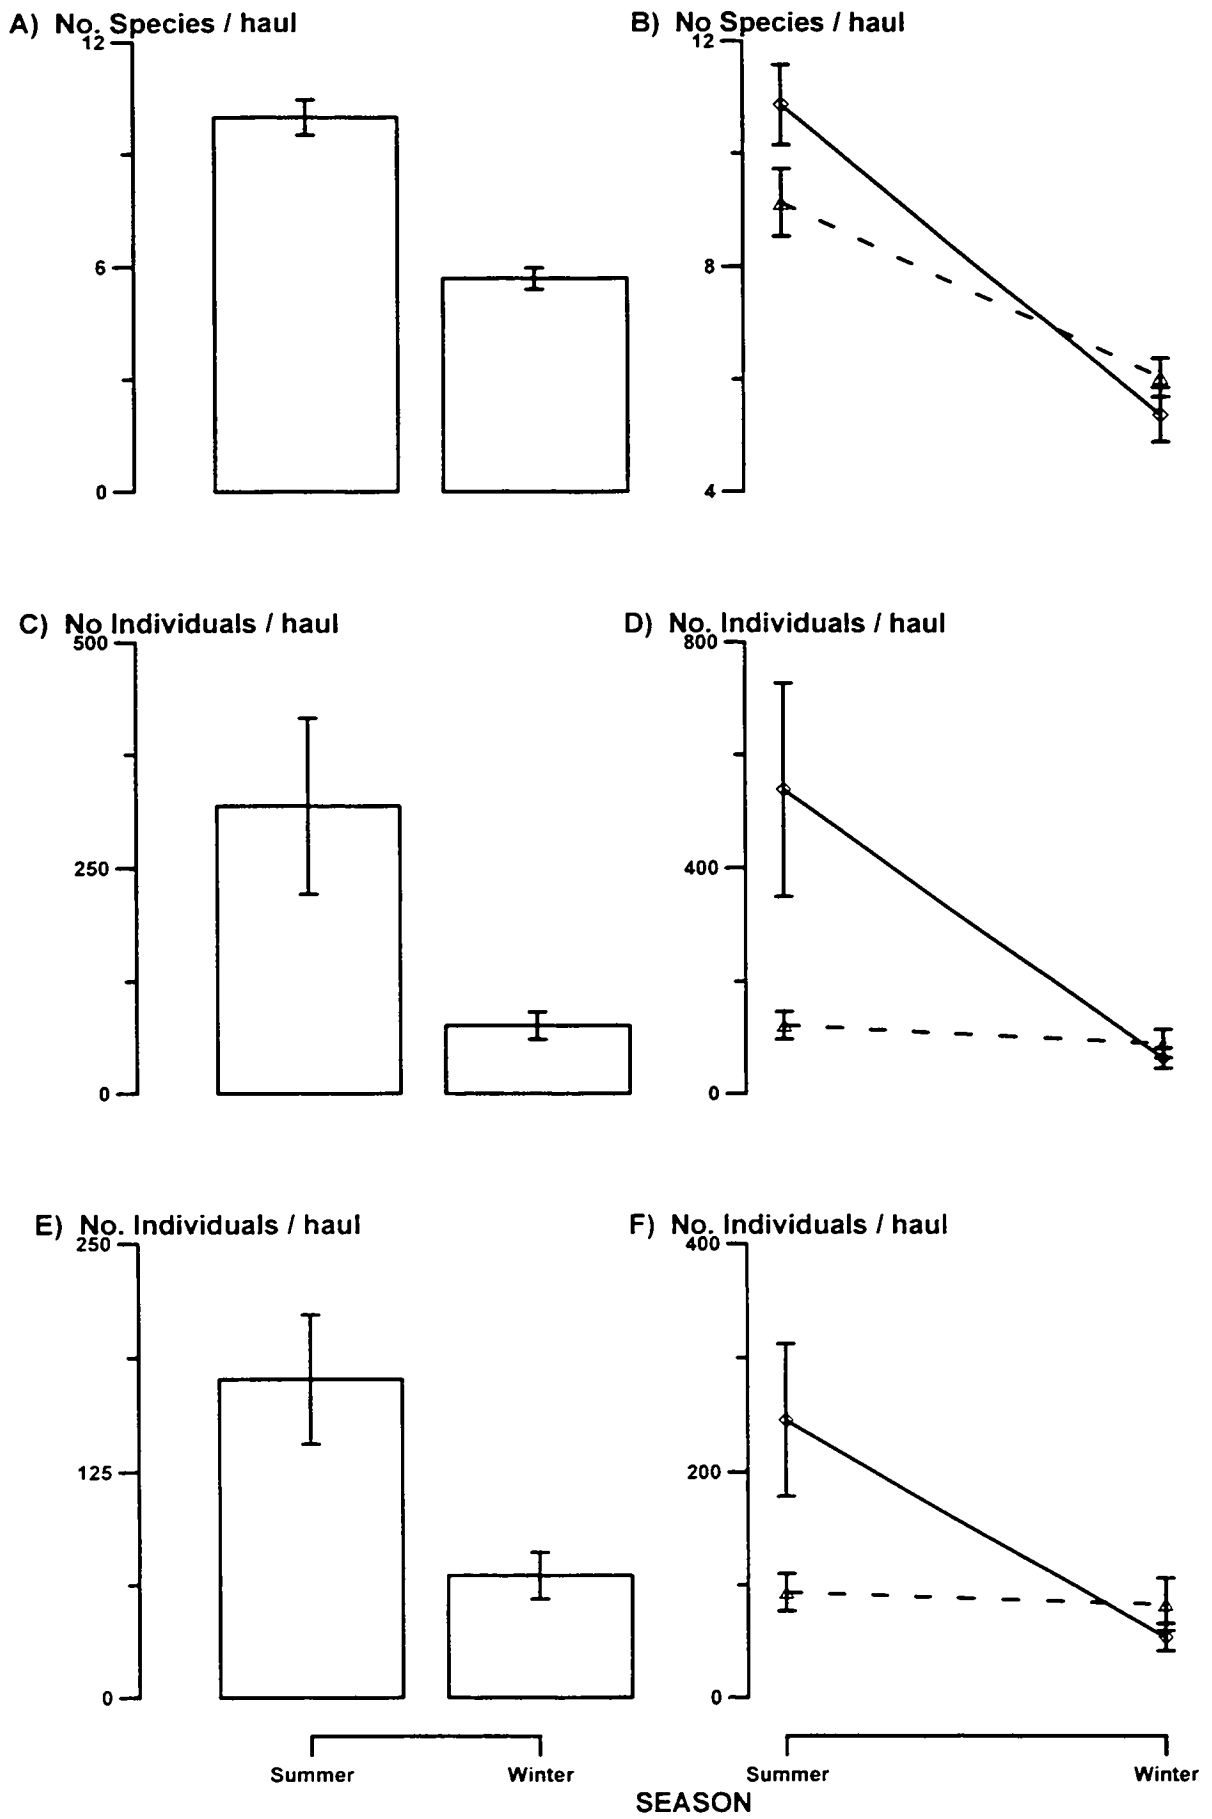 A) No. Species / haul
12
6
0
B) No Species / haul
12
8
4
C) No Individuals / haul
500
250
0
D) No. Individuals / haul
800
400
0
E) No. Individuals / haul
250
125
0
F) No. Individuals / haul
400
200
0
Summer Winter
Summer Winter
SEASON